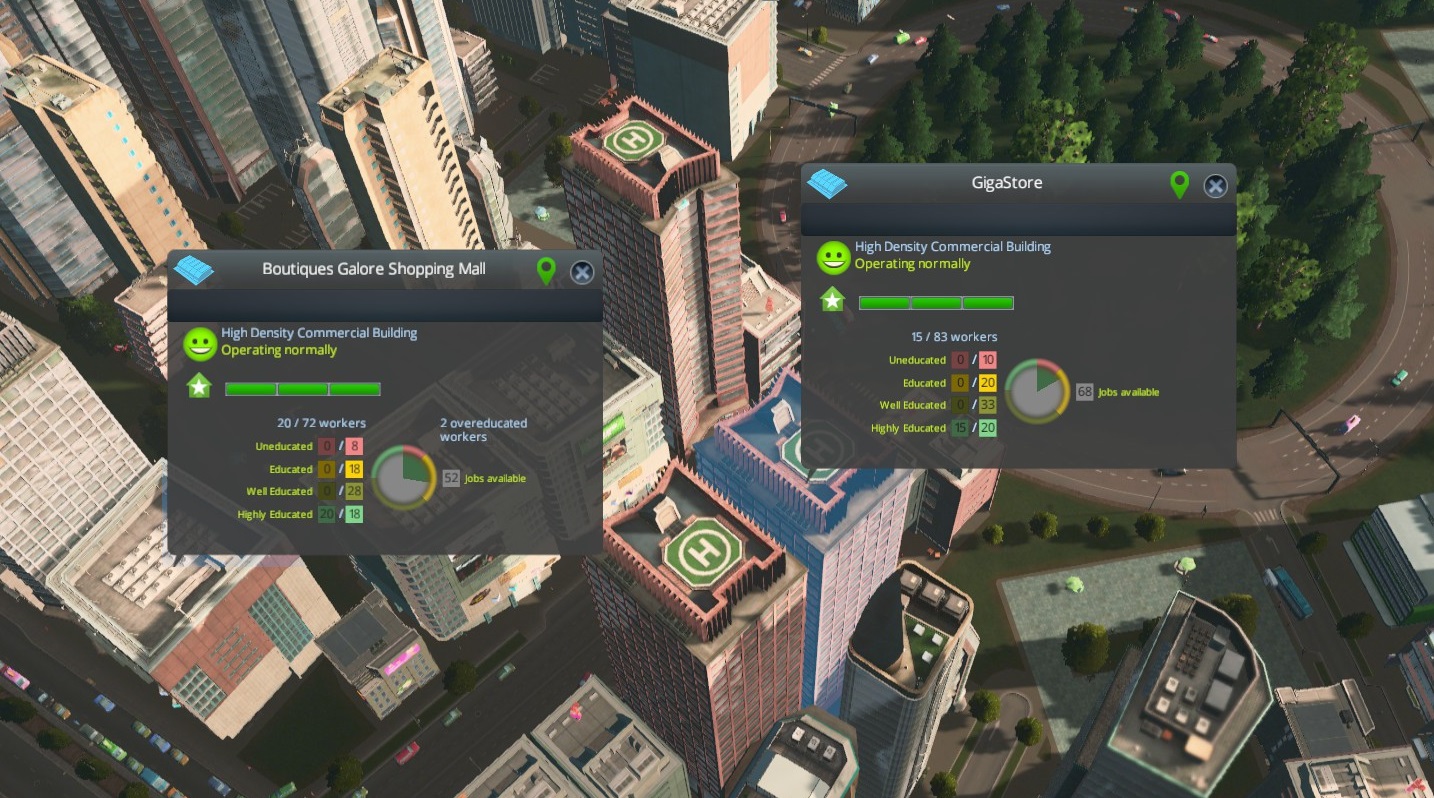 Boutiques Galore Shopping Mall
High Density Commercial Building
Operating normally
20 / 72 workers
2 overeducated
workers
Uneducated 0 / 8
Educated 0 / 18
Well Educated 0 / 28
Highly Educated 20 / 18
52 Jobs available
GigaStore
High Density Commercial Building
Operating normally
15 / 83 workers
Uneducated 0 / 10
Educated 0 / 20
Well Educated 0 / 33
Highly Educated 15 / 20
68 Jobs available
H
H
H